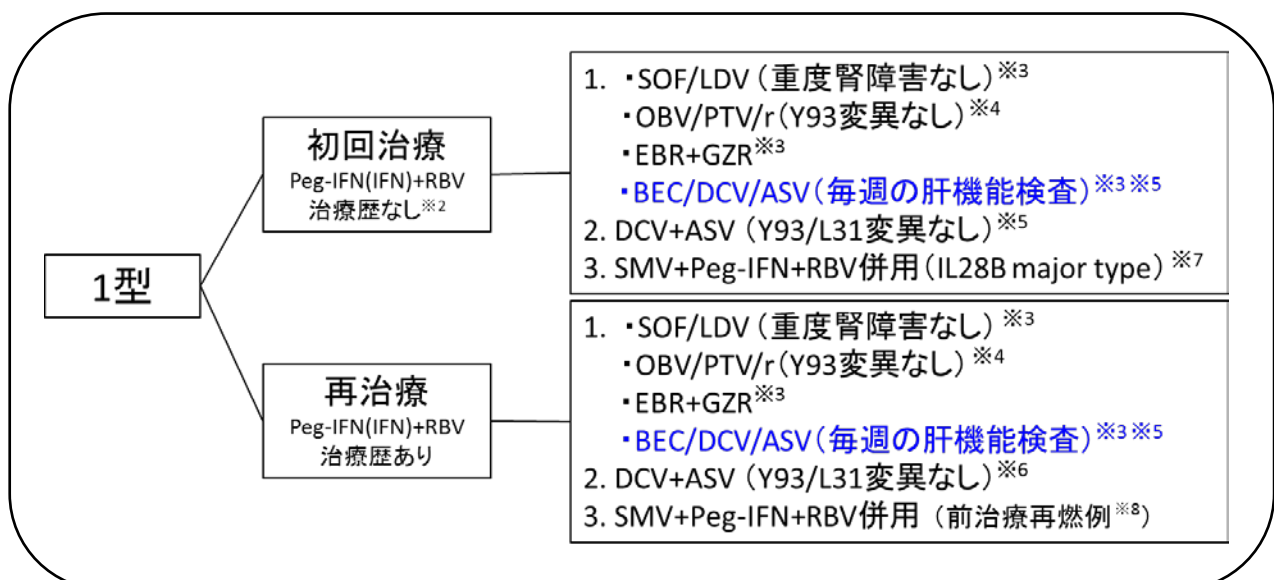 1型
初回治療
Peg-IFN(IFN)+RBV
治療歴なし※2
1. ・SOF/LDV (重度腎障害なし)※3
・OBV/PTV/r(Y93変異なし)※4
・EBR+GZR※3
・BEC/DCV/ASV(毎週の肝機能検査)※3 ※5
2. DCV+ASV (Y93/L31変異なし)※5
3. SMV+Peg-IFN+RBV併用(IL28B major type) ※7
再治療
Peg-IFN(IFN)+RBV
治療歴あり
1. ・SOF/LDV (重度腎障害なし) ※3
・OBV/PTV/r(Y93変異なし) ※4
・EBR+GZR※3
・BEC/DCV/ASV(毎週の肝機能検査) ※3 ※5
2. DCV+ASV (Y93/L31変異なし)※6
3. SMV+Peg-IFN+RBV併用 (前治療再燃例※8)